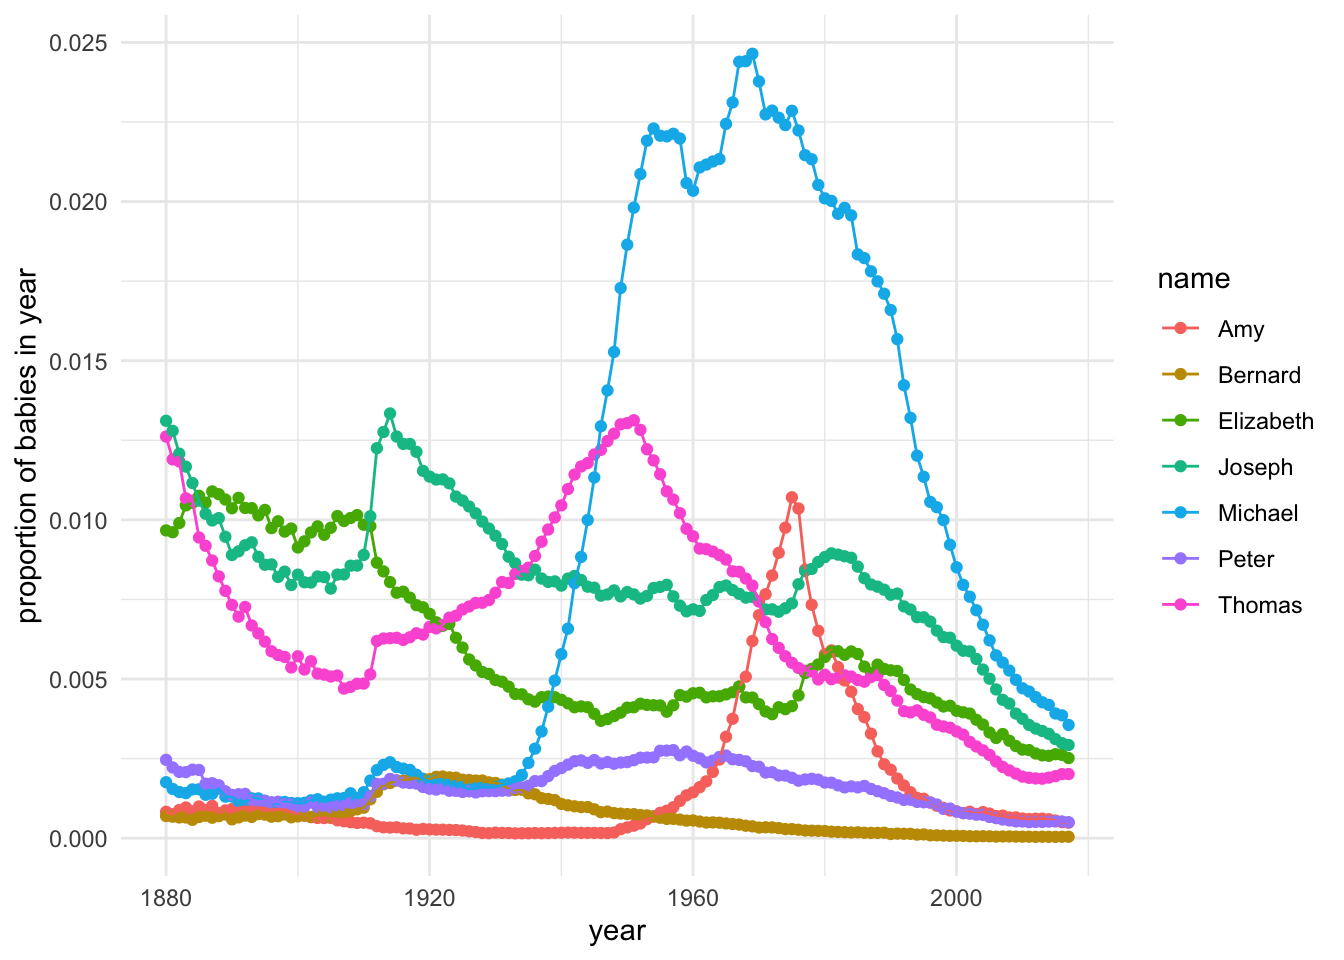 0.025
0.020
0.015
0.010
0.005
0.000
proportion of babies in year
1880
1920
1960
2000
year
name
Amy
Bernard
Elizabeth
Joseph
Michael
Peter
Thomas